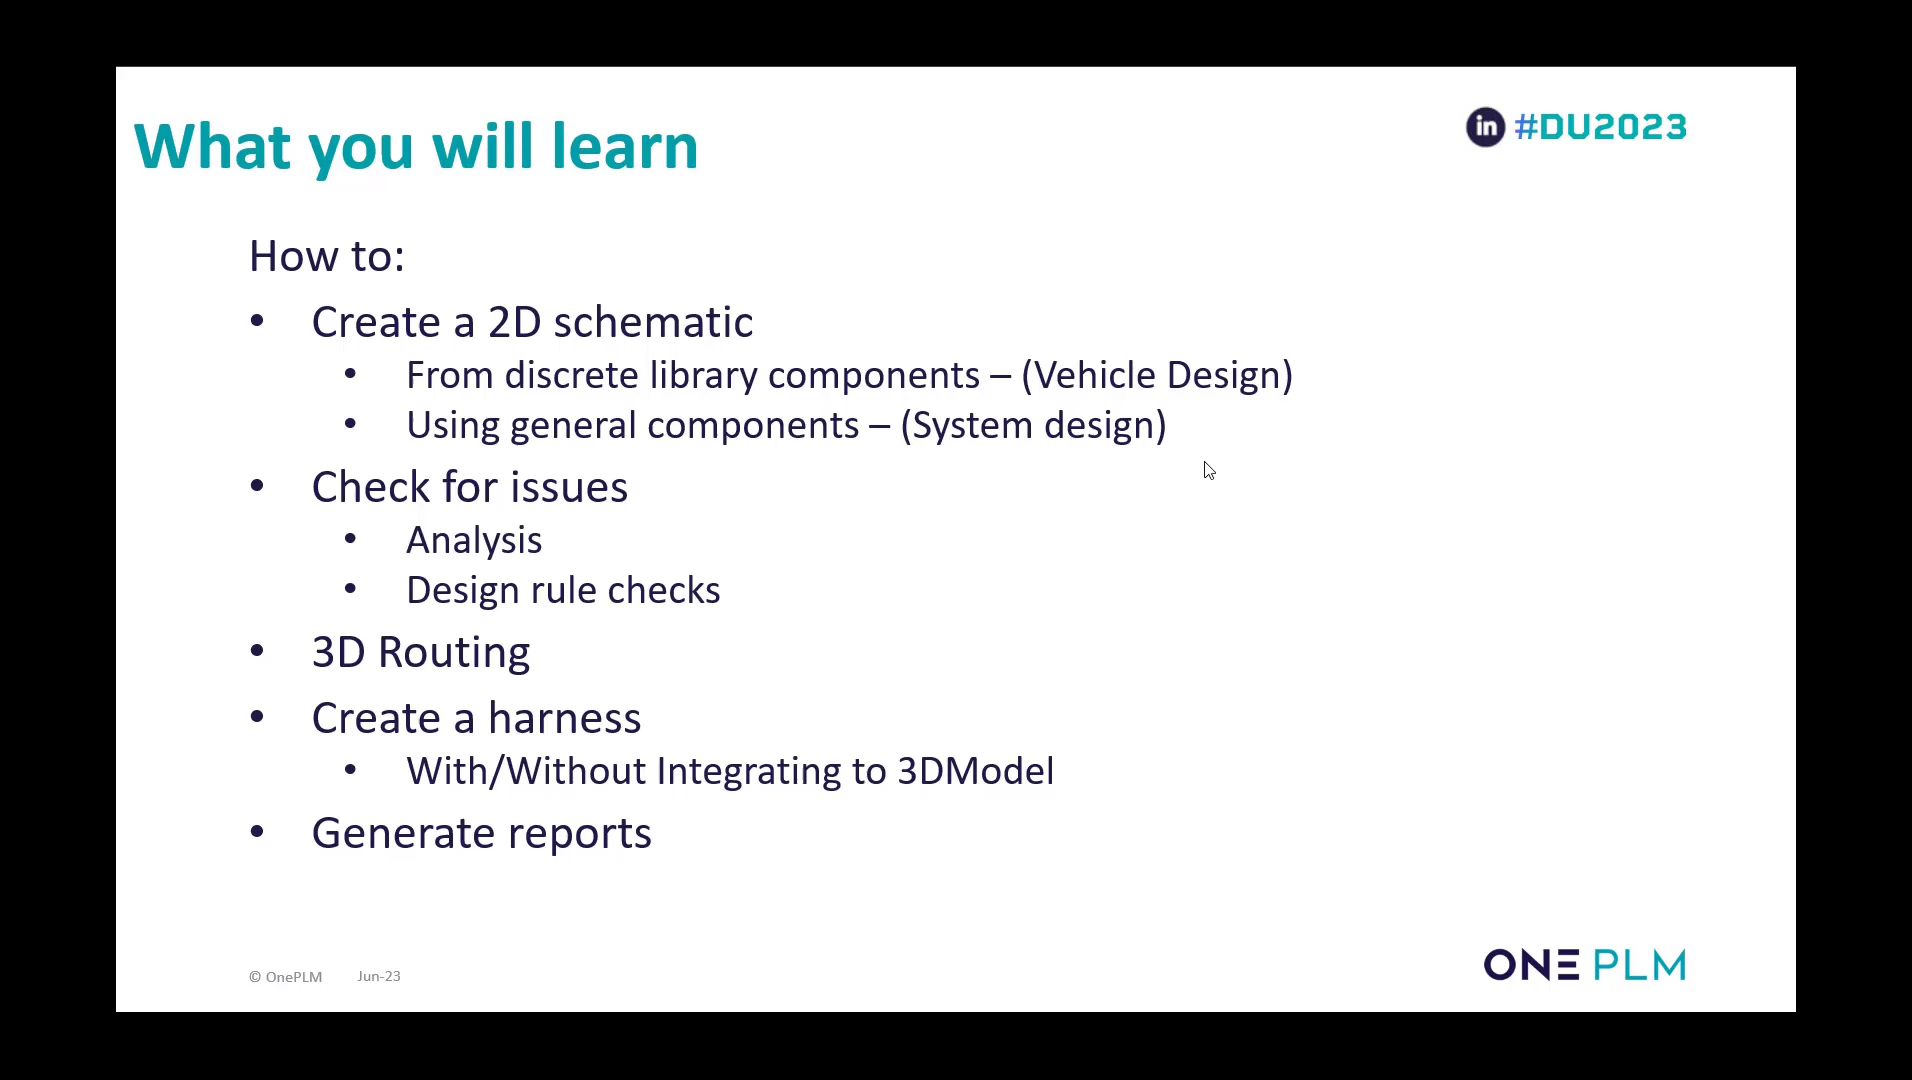 What you will learn
in #DU2023
How to:
• Create a 2D schematic
• From discrete library components – (Vehicle Design)
• Using general components – (System design)
• Check for issues
• Analysis
• Design rule checks
• 3D Routing
• Create a harness
• With/Without Integrating to 3DModel
• Generate reports
© OnePLM Jun-23
ONE PLM